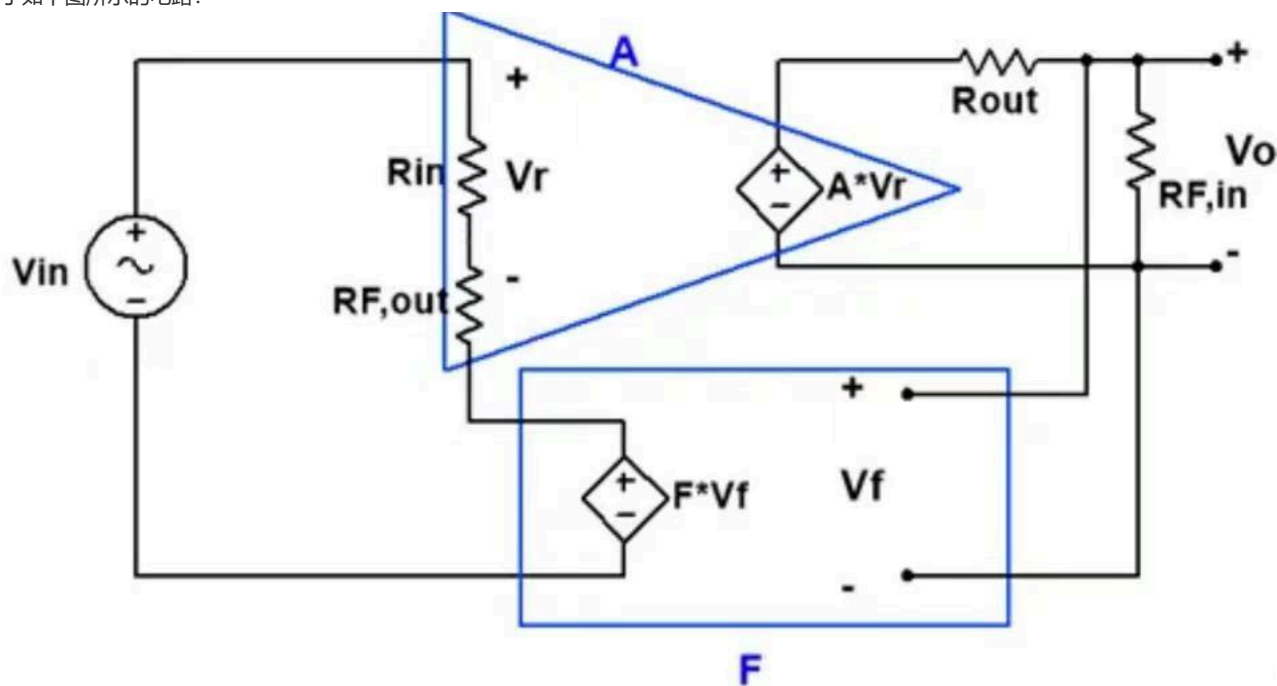 A
+
Rout
+
Rin
Vr
+
-
A*Vr
Vo
RF,in
Vin
+
-
RF,out
-
-
+
Vf
+
-
F*Vf
-
F